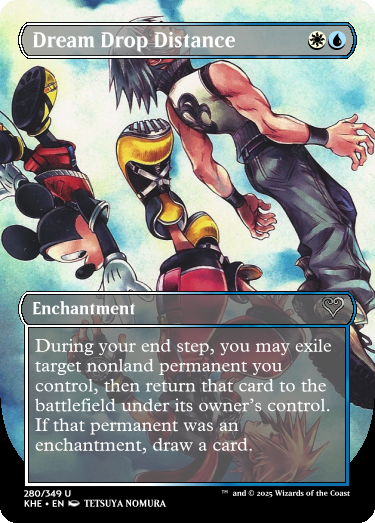 Dream Drop Distance
Enchantment
During your end step, you may exile
target nonland permanent you
control, then return that card to the
battlefield under its owner's control.
If that permanent was an
enchantment, draw a card.
280/349 U
KHE • EN TETSUYA NOMURA
™ and © 2025 Wizards of the Coast